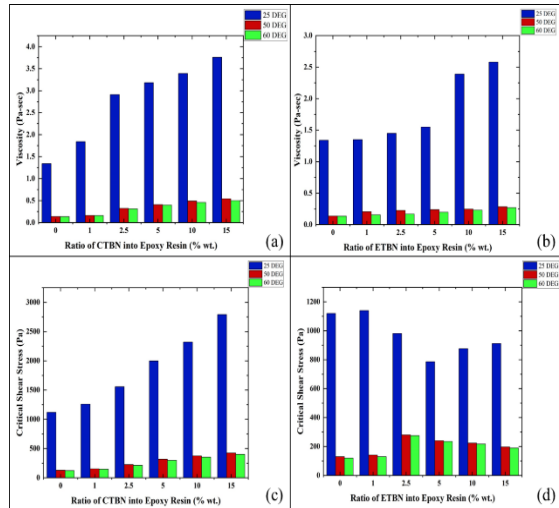 25 DEG
50 DEG
60 DEG
4.0
3.5
3.0
2.5
2.0
1.5
1.0
0.5
0.0
Viscosity (Pa-sec)
0 1 2.5 5 10 15
Ratio of CTBN into Epoxy Resin (% wt.)
(a)
25 DEG
50 DEG
60 DEG
3.0
2.5
2.0
1.5
1.0
0.5
0.0
Viscosity (Pa-sec)
0 1 2.5 5 10 15
Ratio of ETBN into Epoxy Resin (% wt.)
(b)
25 DEG
50 DEG
60 DEG
3000
2500
2000
1500
1000
500
0
Critical Shear Stress (Pa)
0 1 2.5 5 10 15
Ratio of CTBN into Epoxy Resin (% wt.)
(c)
25 DEG
50 DEG
60 DEG
1200
1000
800
600
400
200
0
Critical Shear Stress (Pa)
0 1 2.5 5 10 15
Ratio of ETBN into Epoxy Resin (% wt.)
(d)